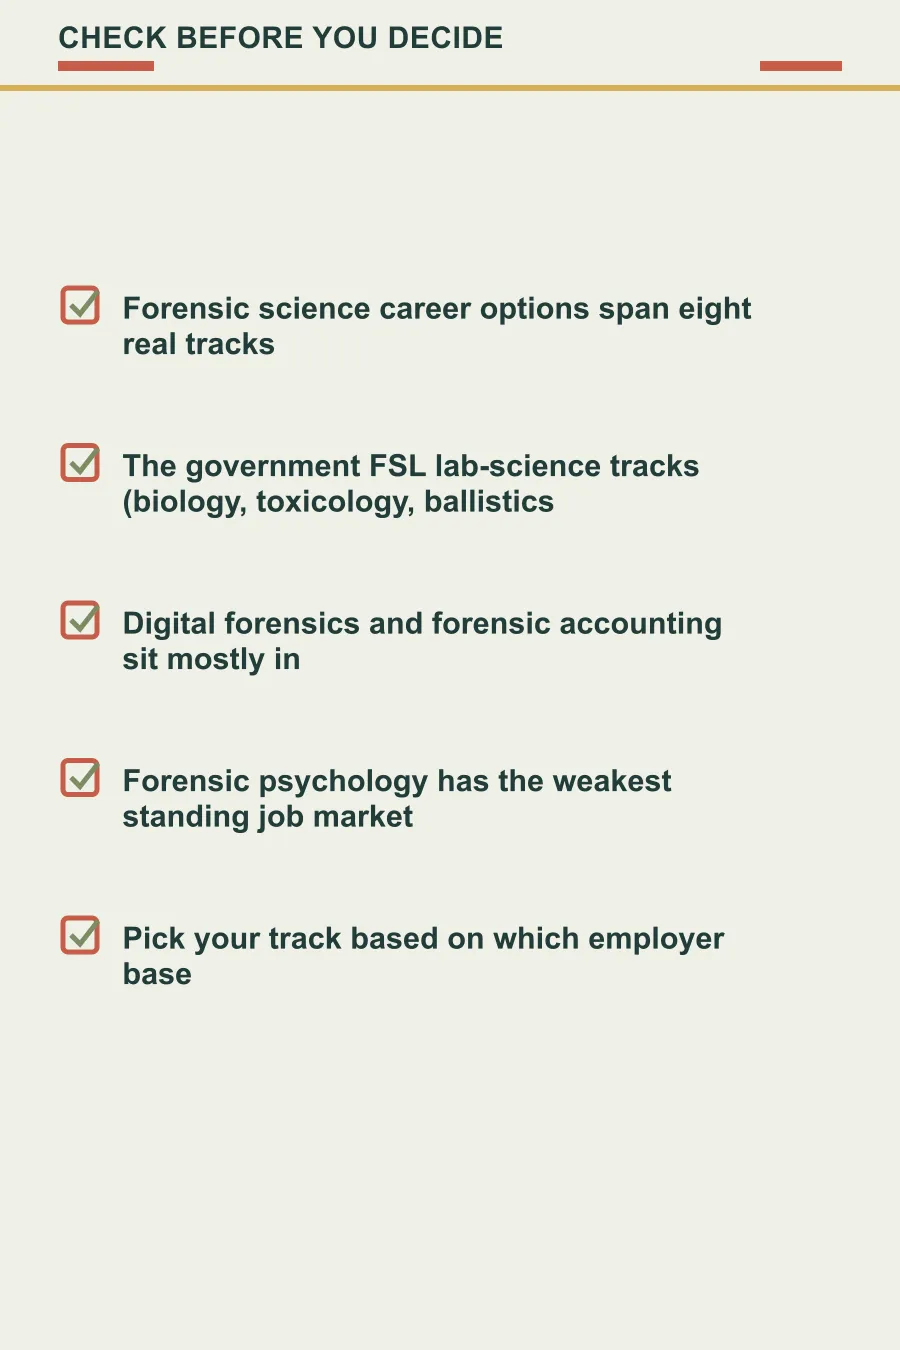 CHECK BEFORE YOU DECIDE
Forensic science career options span eight
real tracks
The government FSL lab-science tracks
(biology, toxicology, ballistics
Digital forensics and forensic accounting
sit mostly in
Forensic psychology has the weakest
standing job market
Pick your track based on which employer
base